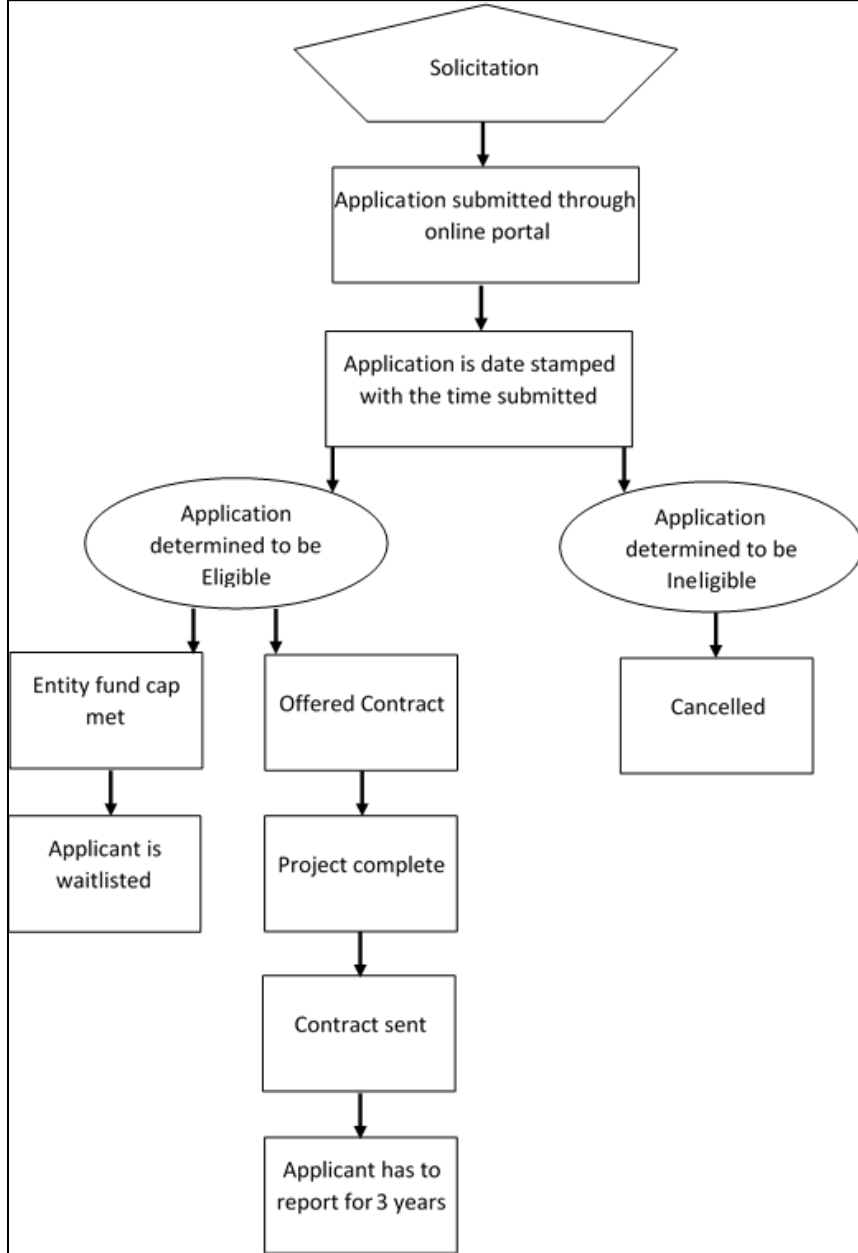 Solicitation
Application submitted through
online portal
Application is date stamped
with the time submitted
Application
determined to be
Eligible
Application
determined to be
Ineligible
Entity fund cap
met
Offered Contract
Cancelled
Applicant is
waitlisted
Project complete
Contract sent
Applicant has to
report for 3 years